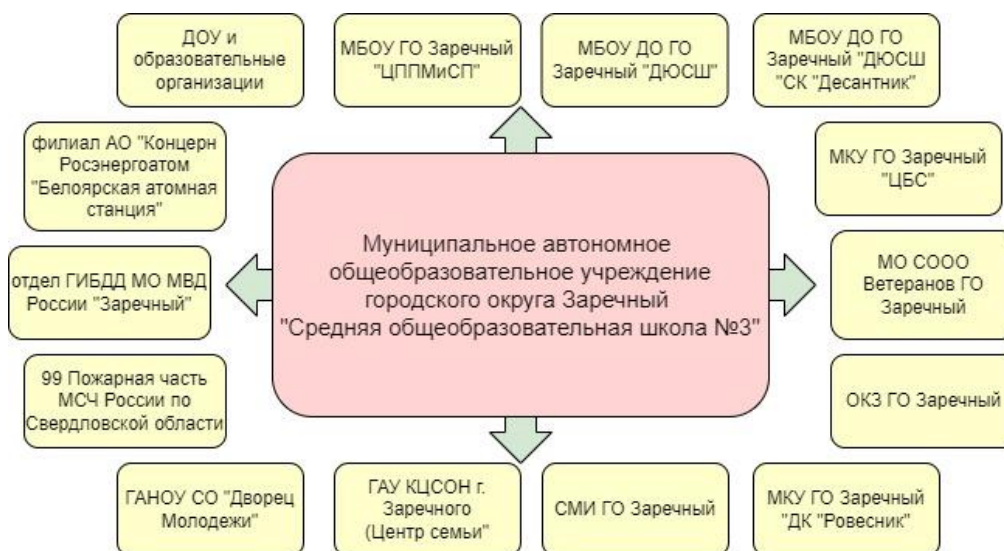 ДОУ и
образовательные
организации
МБОУ ГО Заречный
"ЦППМиСП"
МБОУ ДО ГО
Заречный "ДЮСШ"
МБОУ ДО ГО
Заречный "ДЮСШ
"СК "Десантник"
филиал АО "Концерн
Росэнергоатом
"Белоярская атомная
станция"
МКУ ГО Заречный
"ЦБС"
Муниципальное автономное
общеобразовательное учреждение
городского округа Заречный
"Средняя общеобразовательная школа №3"
отдел ГИБДД МО МВД
России "Заречный"
МО СООО
Ветеранов ГО
Заречный
99 Пожарная часть
МСЧ России по
Свердловской области
ОКЗ ГО Заречный
ГАНОУ СО "Дворец
Молодежи"
ГАУ КЦСОН г.
Заречного
(Центр семьи"
СМИ ГО Заречный
МКУ ГО Заречный
"ДК "Ровесник"